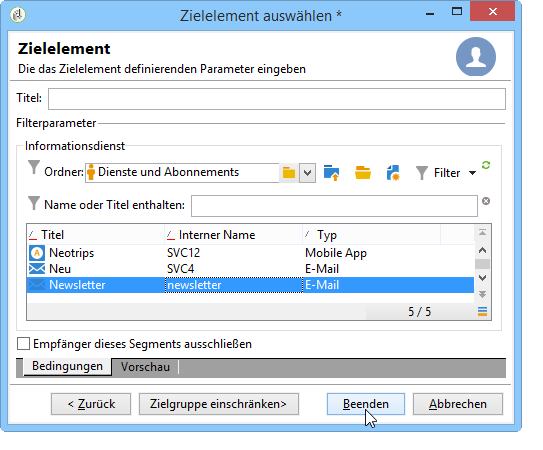 Zielelement auswählen *
Zielelement
Die das Zielelement definierenden Parameter eingeben
Titel:
Filterparameter
Informationsdienst
Ordner: Dienste und Abonnements Filter
Name oder Titel enthalten:
Titel Interner Name Typ
Neotrips SVC12 Mobile App
Neu SVC4 E-Mail
Newsletter newsletter E-Mail
5 / 5
Empfänger dieses Segments ausschließen
Bedingungen Vorschau
< Zurück Zielgruppe einschränken> Beenden Abbrechen